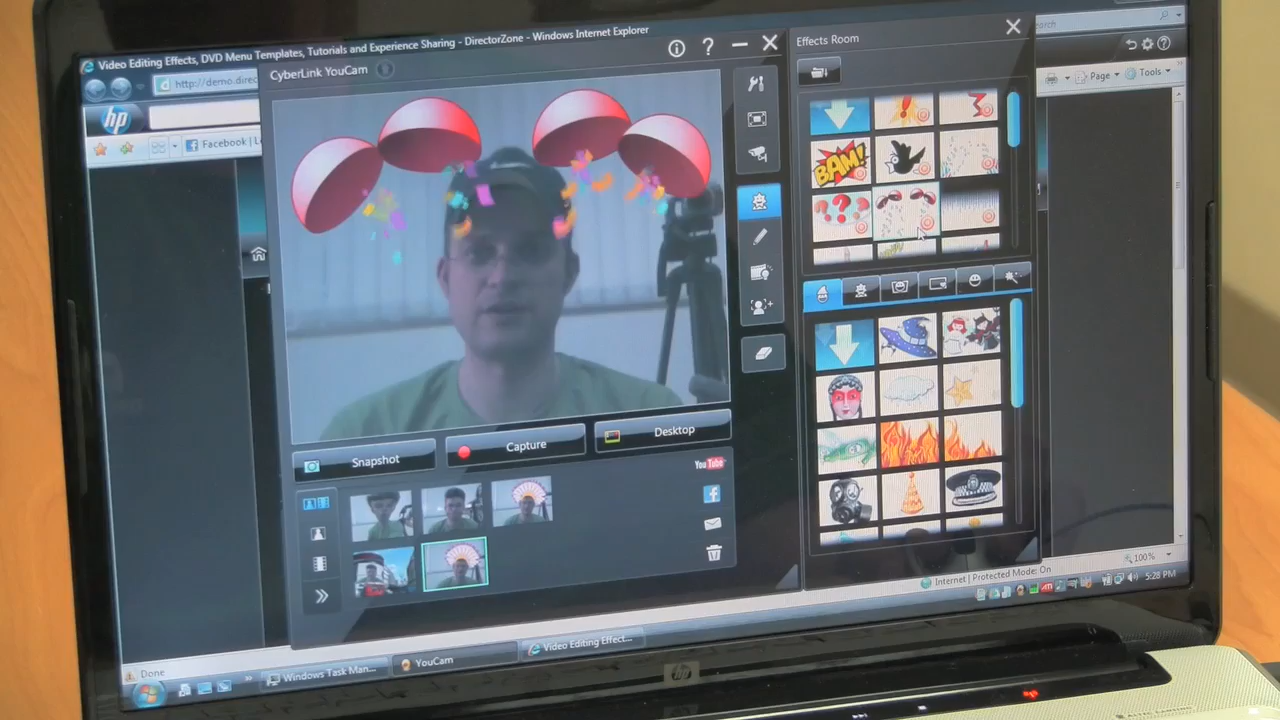 Video Editing Effects, DVD Menu Templates, Tutorials and Experience Sharing - DirectorZone - Windows Internet Explorer
http://demo.direc
hp
Facebook | L
CyberLink YouCam
Effects Room
Page
Tools
BAM!
Snapshot
Capture
Desktop
YouTube
100%
Internet | Protected Mode: On
Done
5:28 PM
Windows Task Man...
YouCam
Video Editing Effect...
hp